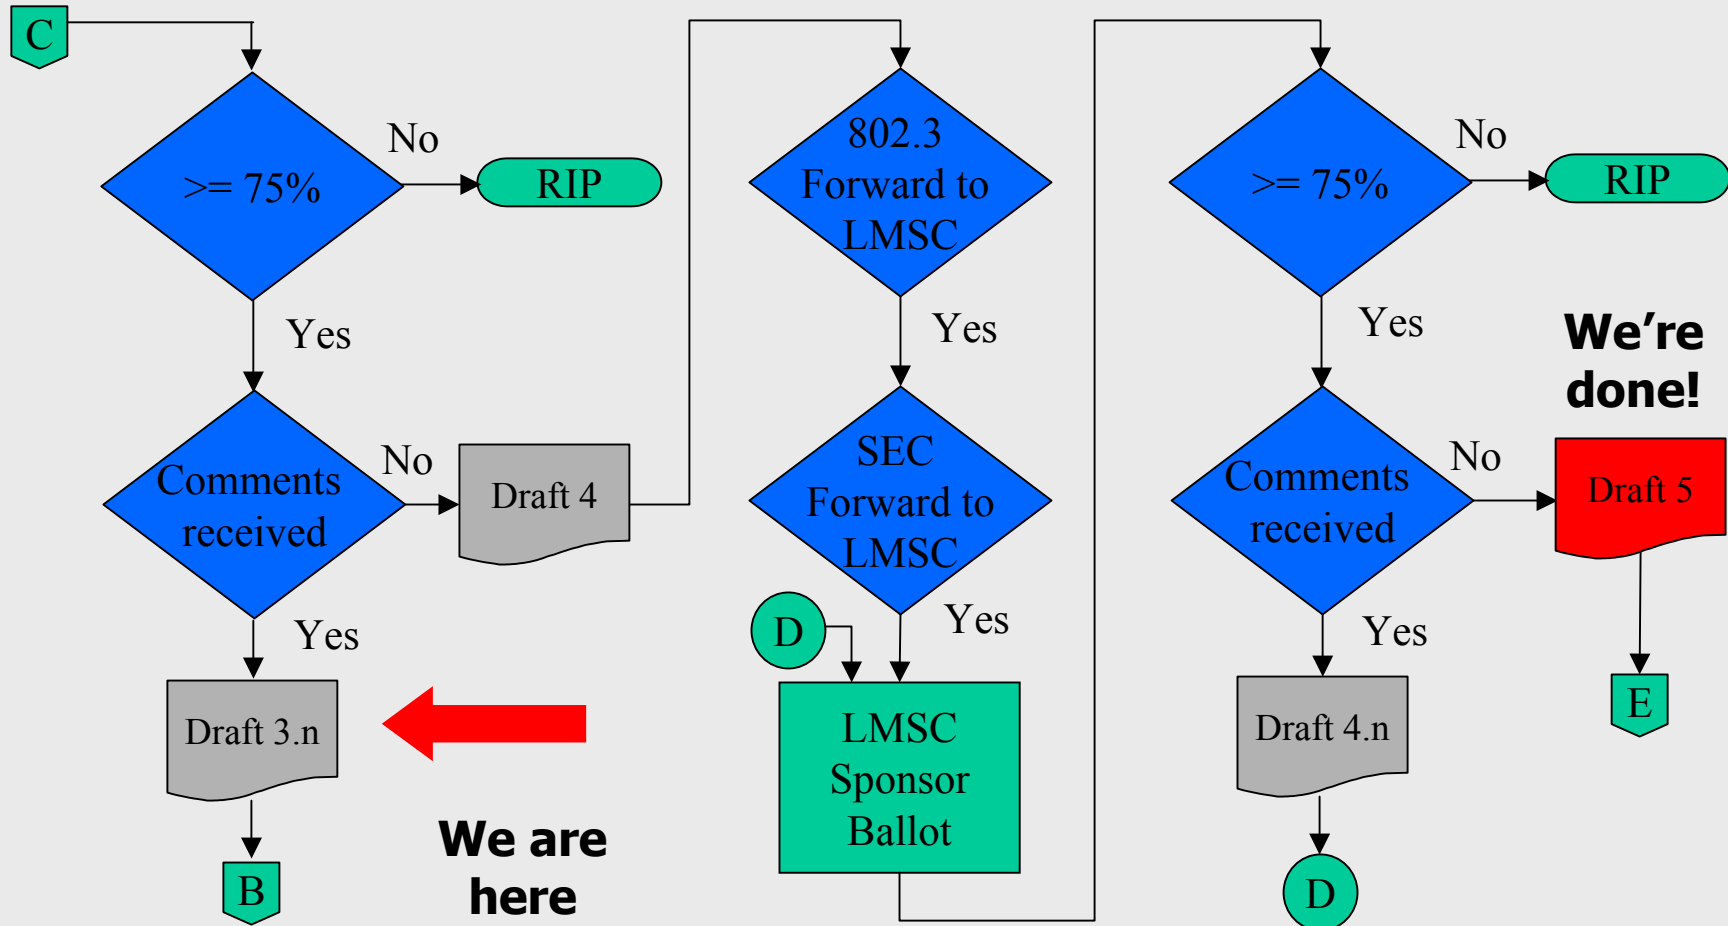 C
>= 75%
No
RIP
Yes
Comments
received
No
Draft 4
Yes
Draft 3.n
B
We are
here
802.3
Forward to
LMSC
Yes
SEC
Forward to
LMSC
Yes
D
LMSC
Sponsor
Ballot
>= 75%
No
RIP
Yes
Comments
received
No
We’re
done!
Draft 5
E
Yes
Draft 4.n
D